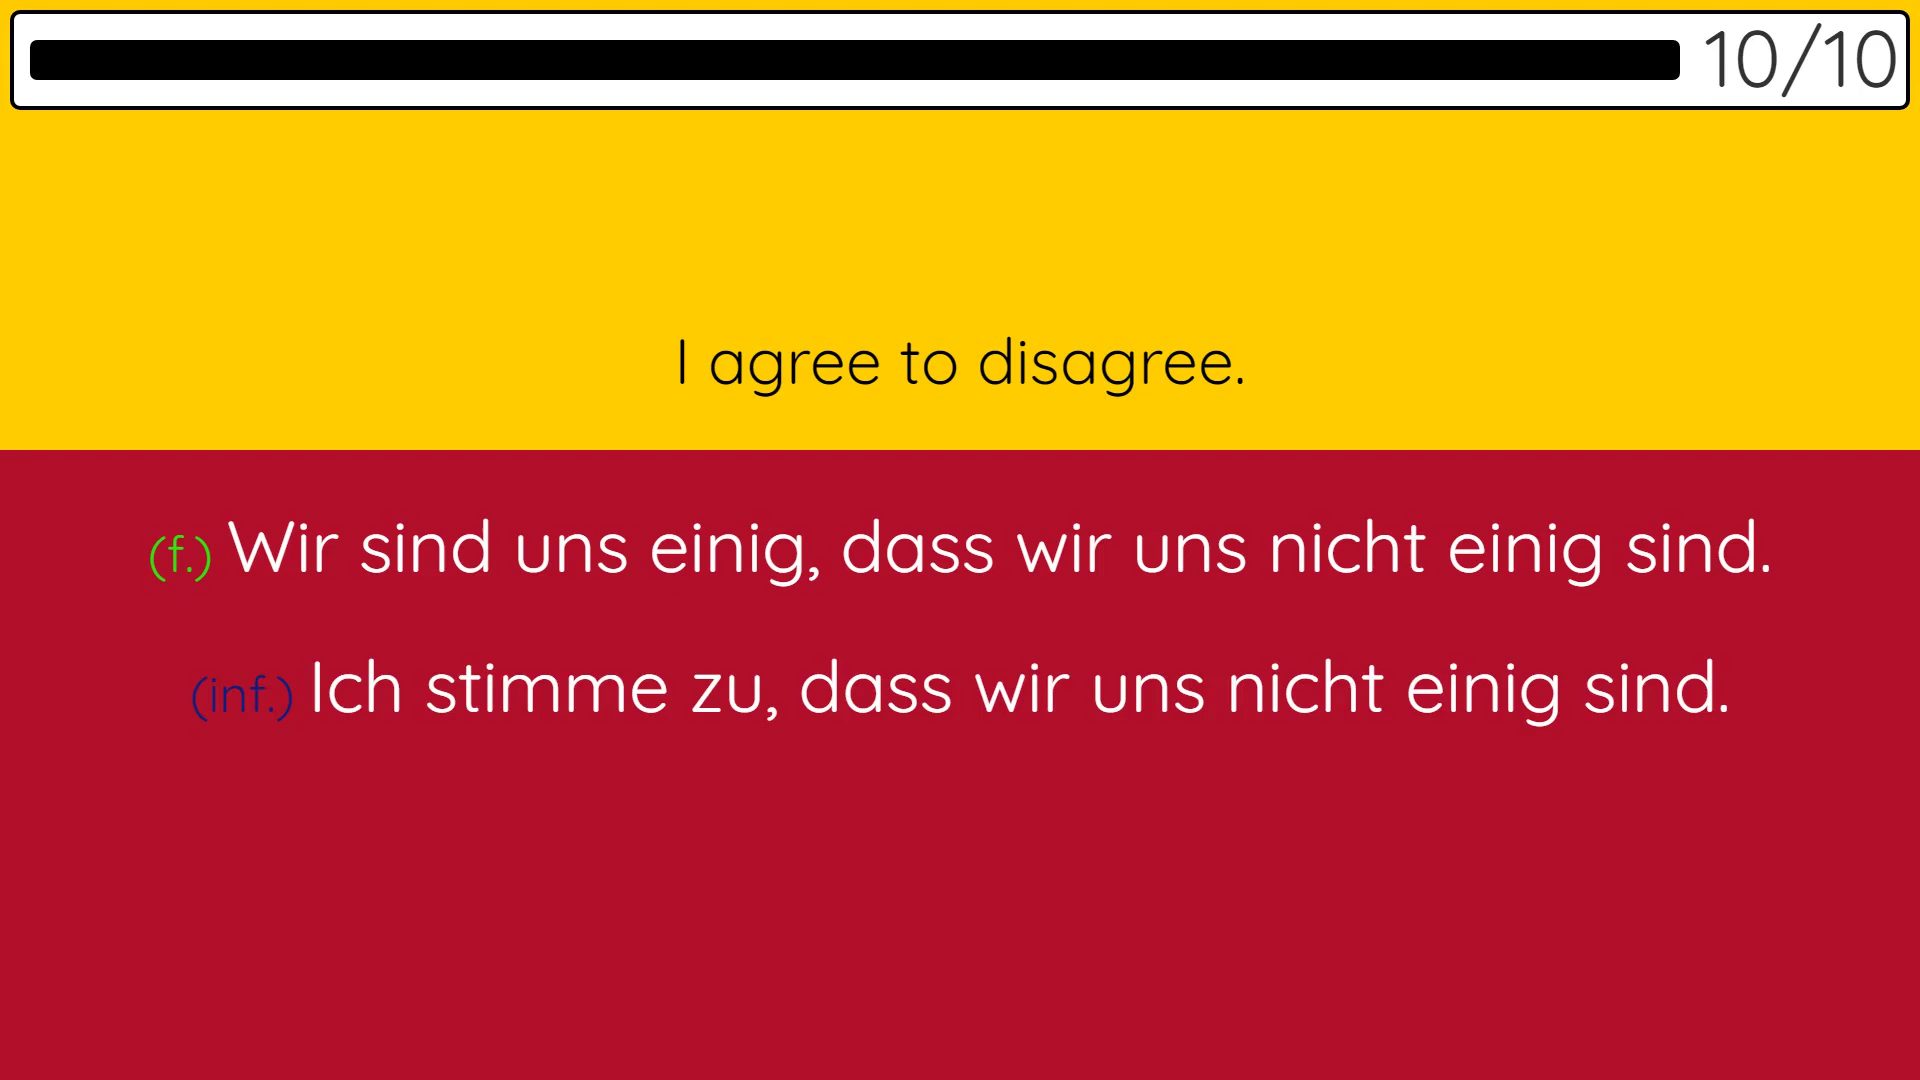 10/10
I agree to disagree.
(f.) Wir sind uns einig, dass wir uns nicht einig sind.
(inf.) Ich stimme zu, dass wir uns nicht einig sind.